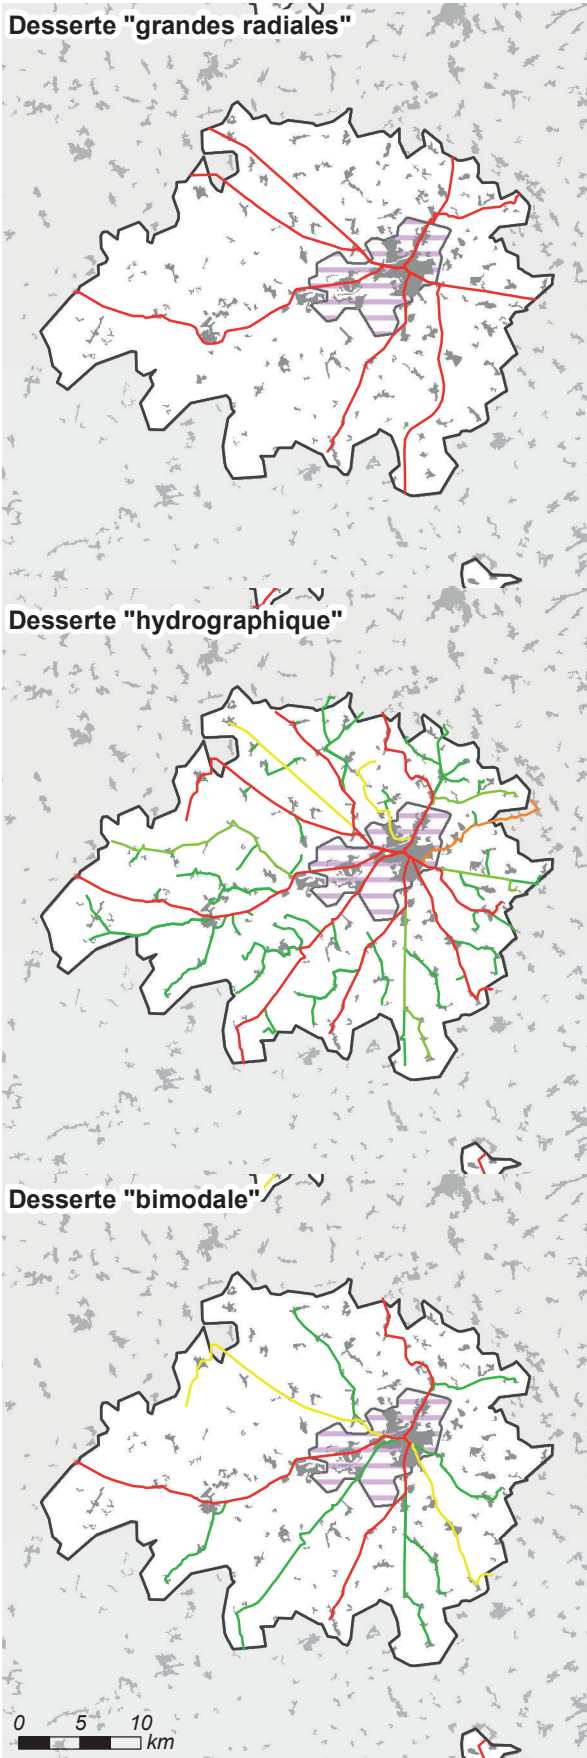 Desserte "grandes radiales"
Desserte "hydrographique"
Desserte "bimodale"
0 5 10
km